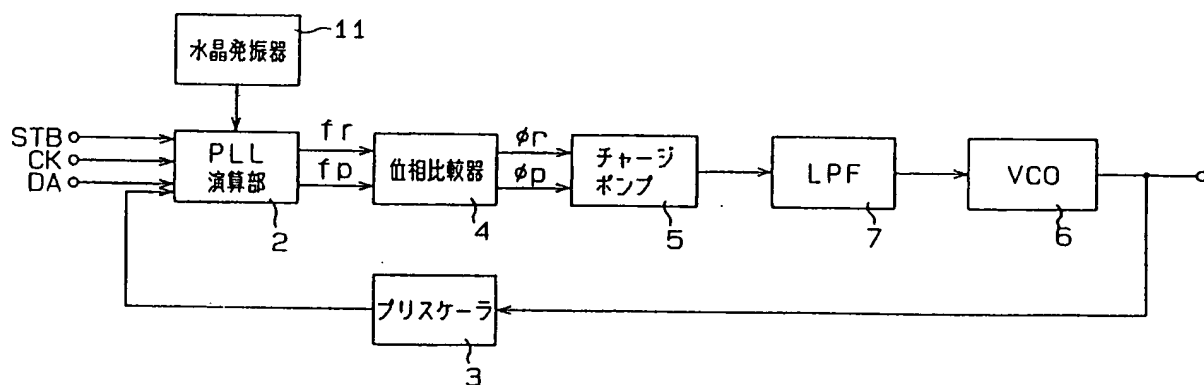 水晶発振器
11
STB
CK
DA
PLL
演算部
2
fr
fp
位相比較器
4
φr
φp
チャージ
ポンプ
5
LPF
7
VCO
6
プリスケーラ
3